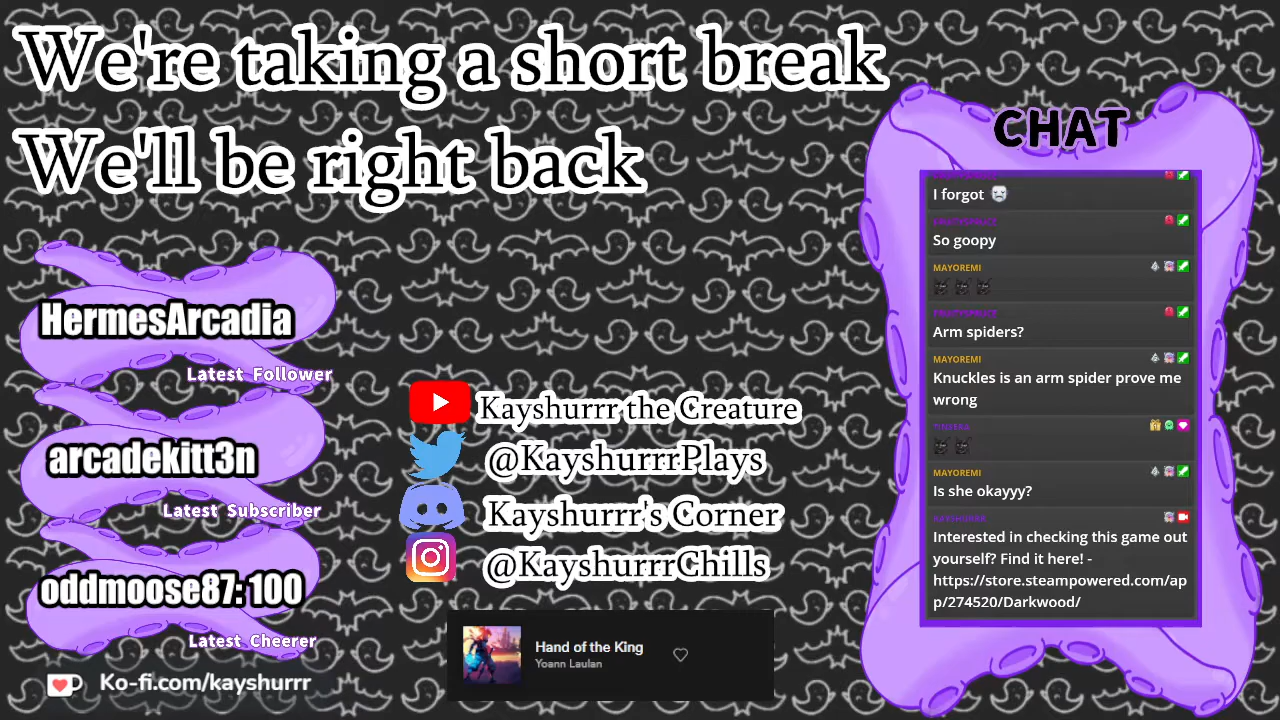 We're taking a short break
We'll be right back
HermesArcadia
Latest Follower
arcadekitt3n
Latest Subscriber
oddmoose87: 100
Latest Cheerer
Ko-fi.com/kayshurrr
Kayshurrr the Creature
@KayshurrrPlays
Kayshurrr's Corner
@KayshurrrChills
Hand of the King
Yoann Laulan
CHAT
I forgot
So goopy
MAYOREMI
Arm spiders?
MAYOREMI
Knuckles is an arm spider prove me
wrong
MAYOREMI
Is she okayyy?
KAYSHURRR
Interested in checking this game out
yourself? Find it here! -
https://store.steampowered.com/ap
p/274520/Darkwood/